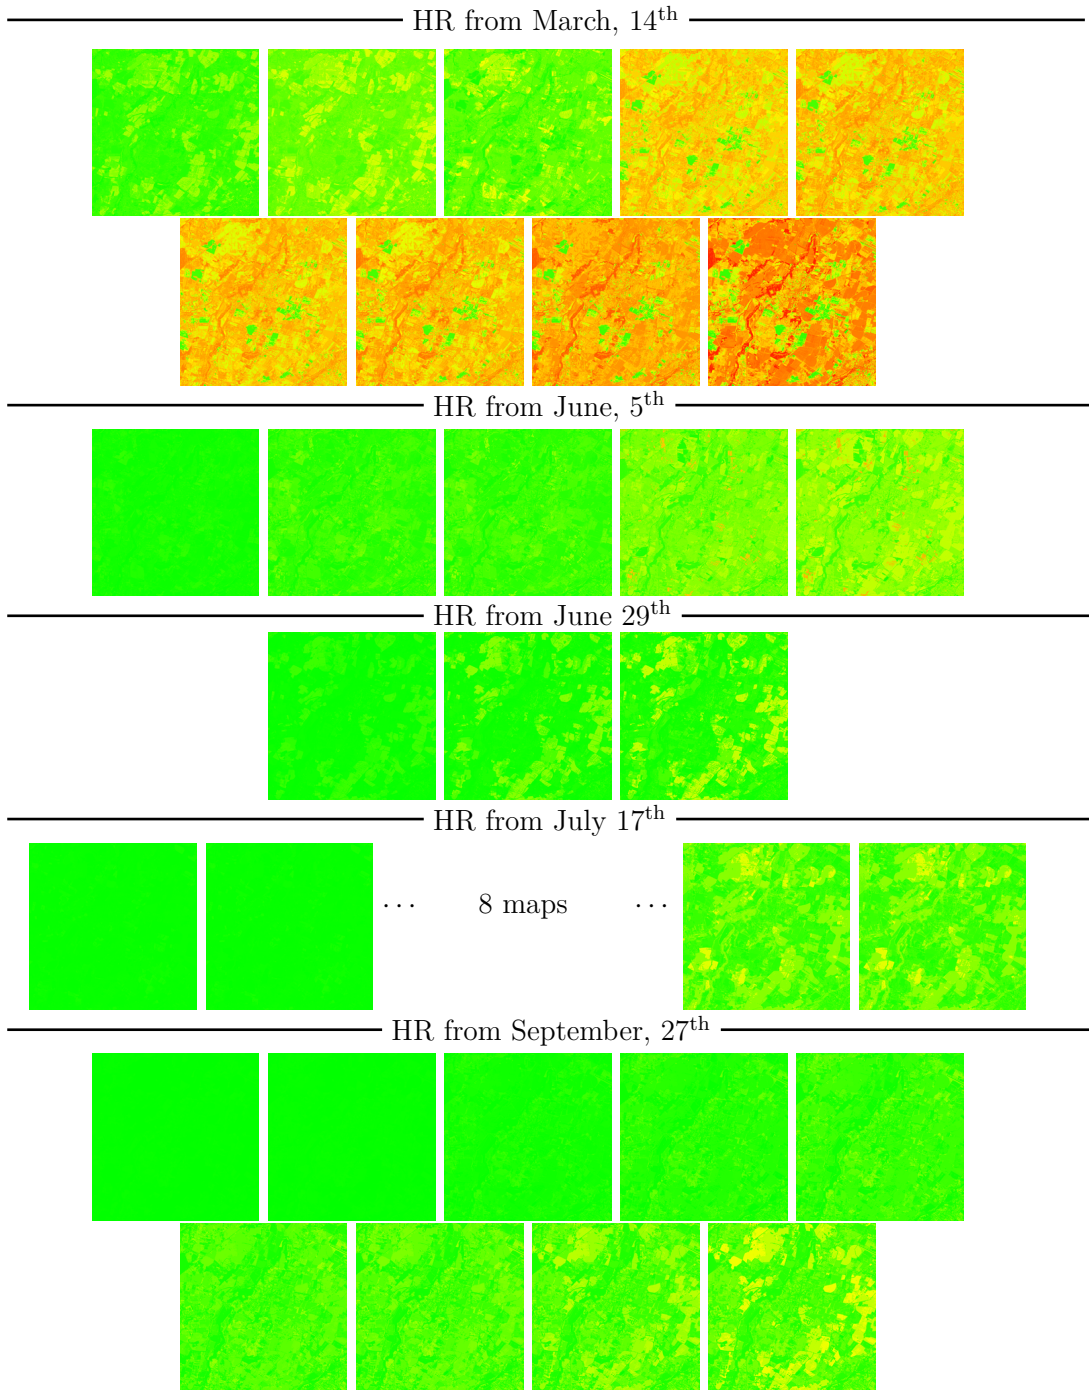 HR from March, 14th
HR from June, 5th
HR from June 29th
HR from July 17th
··· 8 maps ···
HR from September, 27th